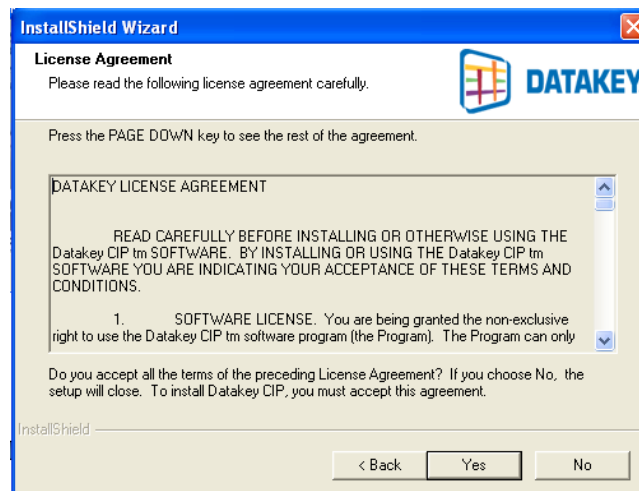 InstallShield Wizard
License Agreement
Please read the following license agreement carefully.
DATAKEY
Press the PAGE DOWN key to see the rest of the agreement.
DATAKEY LICENSE AGREEMENT
READ CAREFULLY BEFORE INSTALLING OR OTHERWISE USING THE
Datakey CIP tm SOFTWARE. BY INSTALLING OR USING THE Datakey CIP tm
SOFTWARE YOU ARE INDICATING YOUR ACCEPTANCE OF THESE TERMS AND
CONDITIONS.
1. SOFTWARE LICENSE. You are being granted the non-exclusive
right to use the Datakey CIP tm software program (the Program). The Program can only
Do you accept all the terms of the preceding License Agreement? If you choose No, the
setup will close. To install Datakey CIP, you must accept this agreement.
InstallShield
< Back Yes No